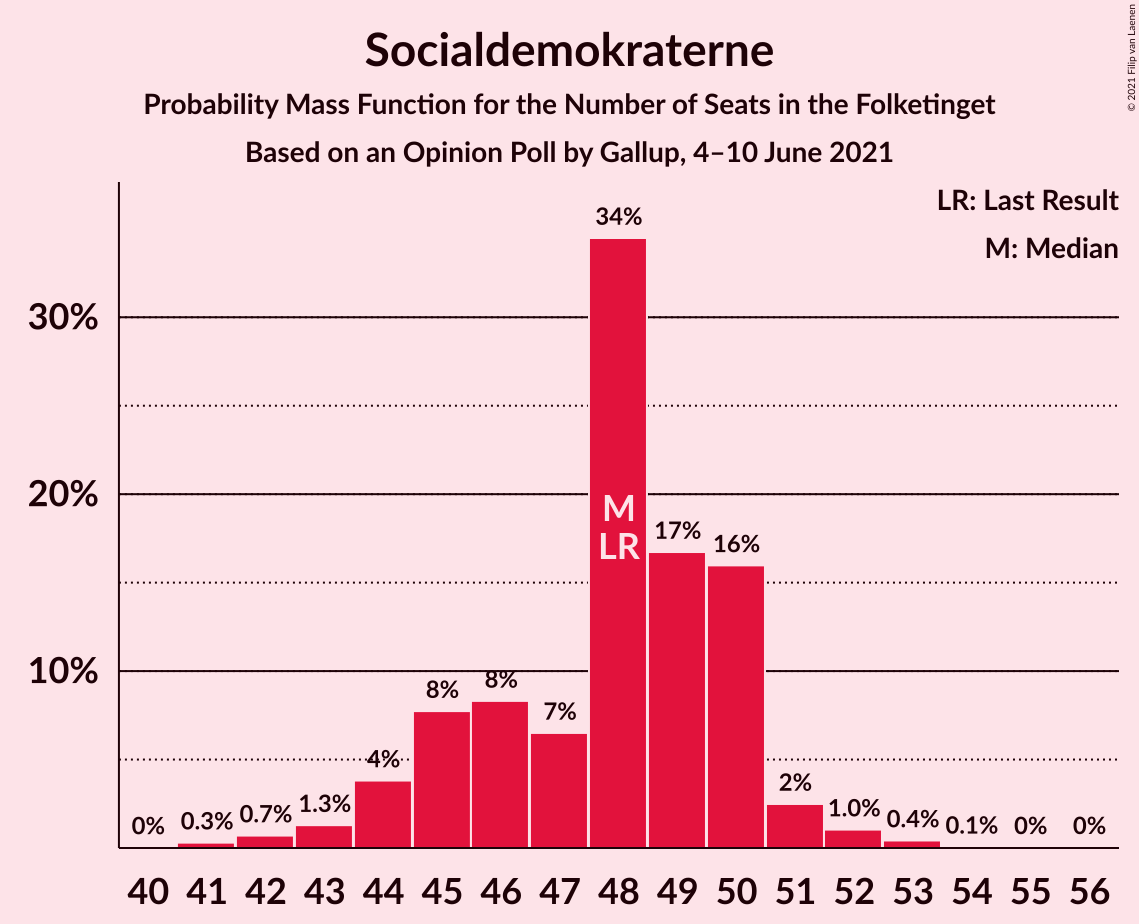 Socialdemokraterne
Probability Mass Function for the Number of Seats in the Folketinget
Based on an Opinion Poll by Gallup, 4–10 June 2021
© 2021 Filip van Laenen
LR: Last Result
M: Median
34%
30%
20%
M
LR
17%
16%
10%
8%
8%
7%
4%
2%
0%
0.3%
0.7%
1.3%
1.0%
0.4%
0.1%
0%
0%
40 41 42 43 44 45 46 47 48 49 50 51 52 53 54 55 56